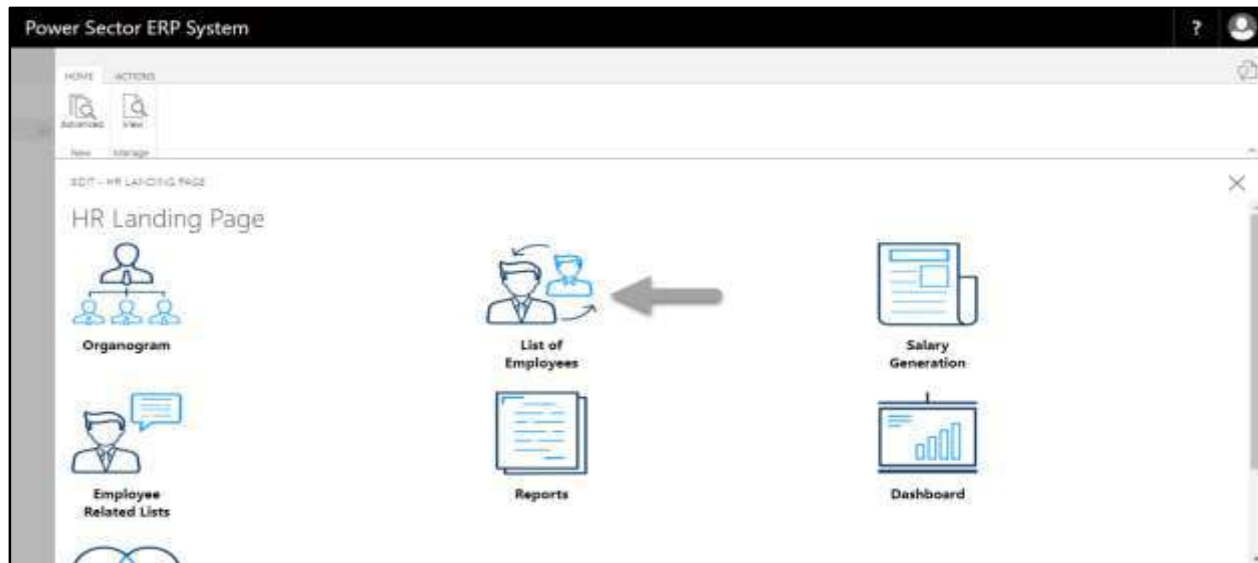 Power Sector ERP System
?
HOME ACTIONS
Advanced View
New Manage
EDIT - HR LANDING PAGE
HR Landing Page
Organogram
List of
Employees
Salary
Generation
Employee
Related Lists
Reports
Dashboard